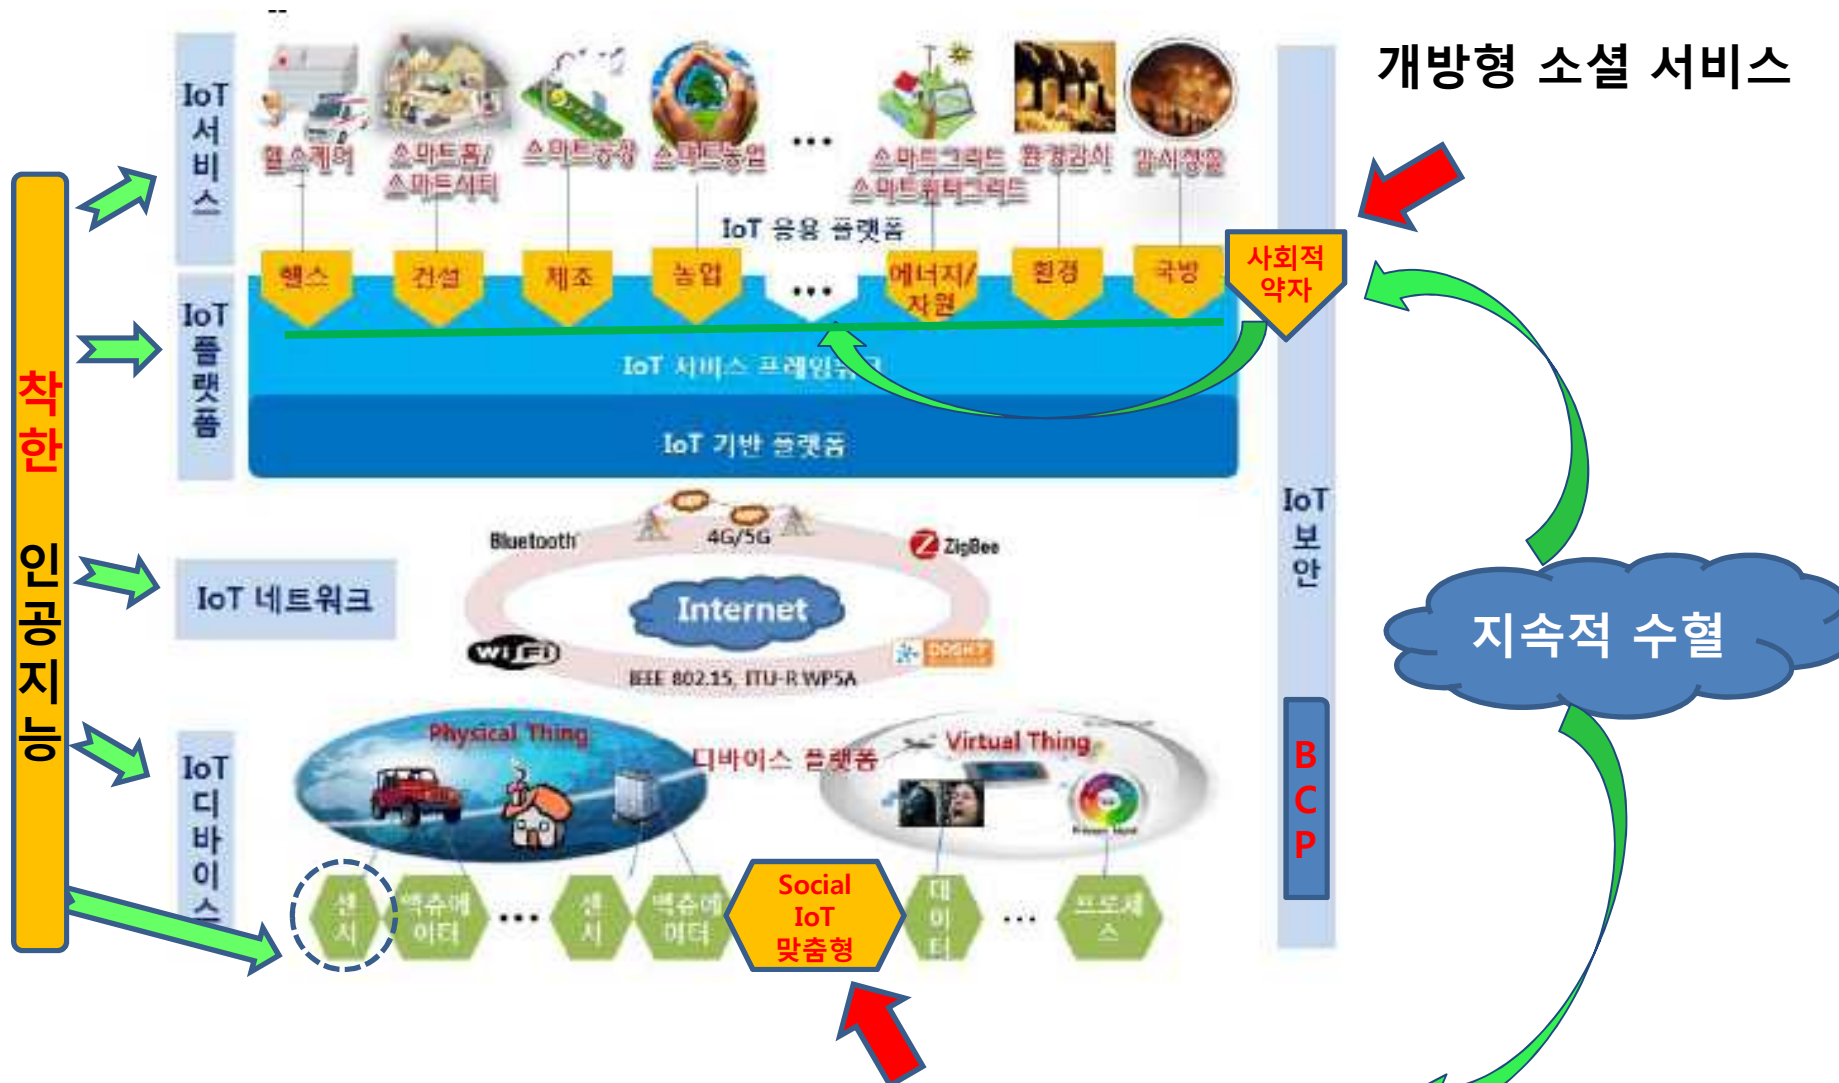 개방형 소셜 서비스
IoT
서
비
스
헬스케어
스마트홈/
스마트시티
스마트공장
스마트농업
...
스마트그리드
스마트워터그리드
환경감시
감시정찰
IoT 응용 플랫폼
헬스
건설
제조
농업
...
에너지/
자원
환경
국방
사회적
약자
IoT
플
랫
폼
IoT 서비스 프레임워크
IoT 기반 플랫폼
착
한
인
공
지
능
IoT
보
안
Bluetooth
4G/5G
ZigBee
IoT 네트워크
Internet
WiFi
IEEE 802.15, ITU-R WP5A
지속적 수혈
B
C
P
IoT
디
바
이
스
Physical Thing
디바이스 플랫폼
Virtual Thing
센
서
액츄에
이터
...
센
서
액츄에
이터
Social
IoT
맞춤형
데
이
터
...
프로세
스